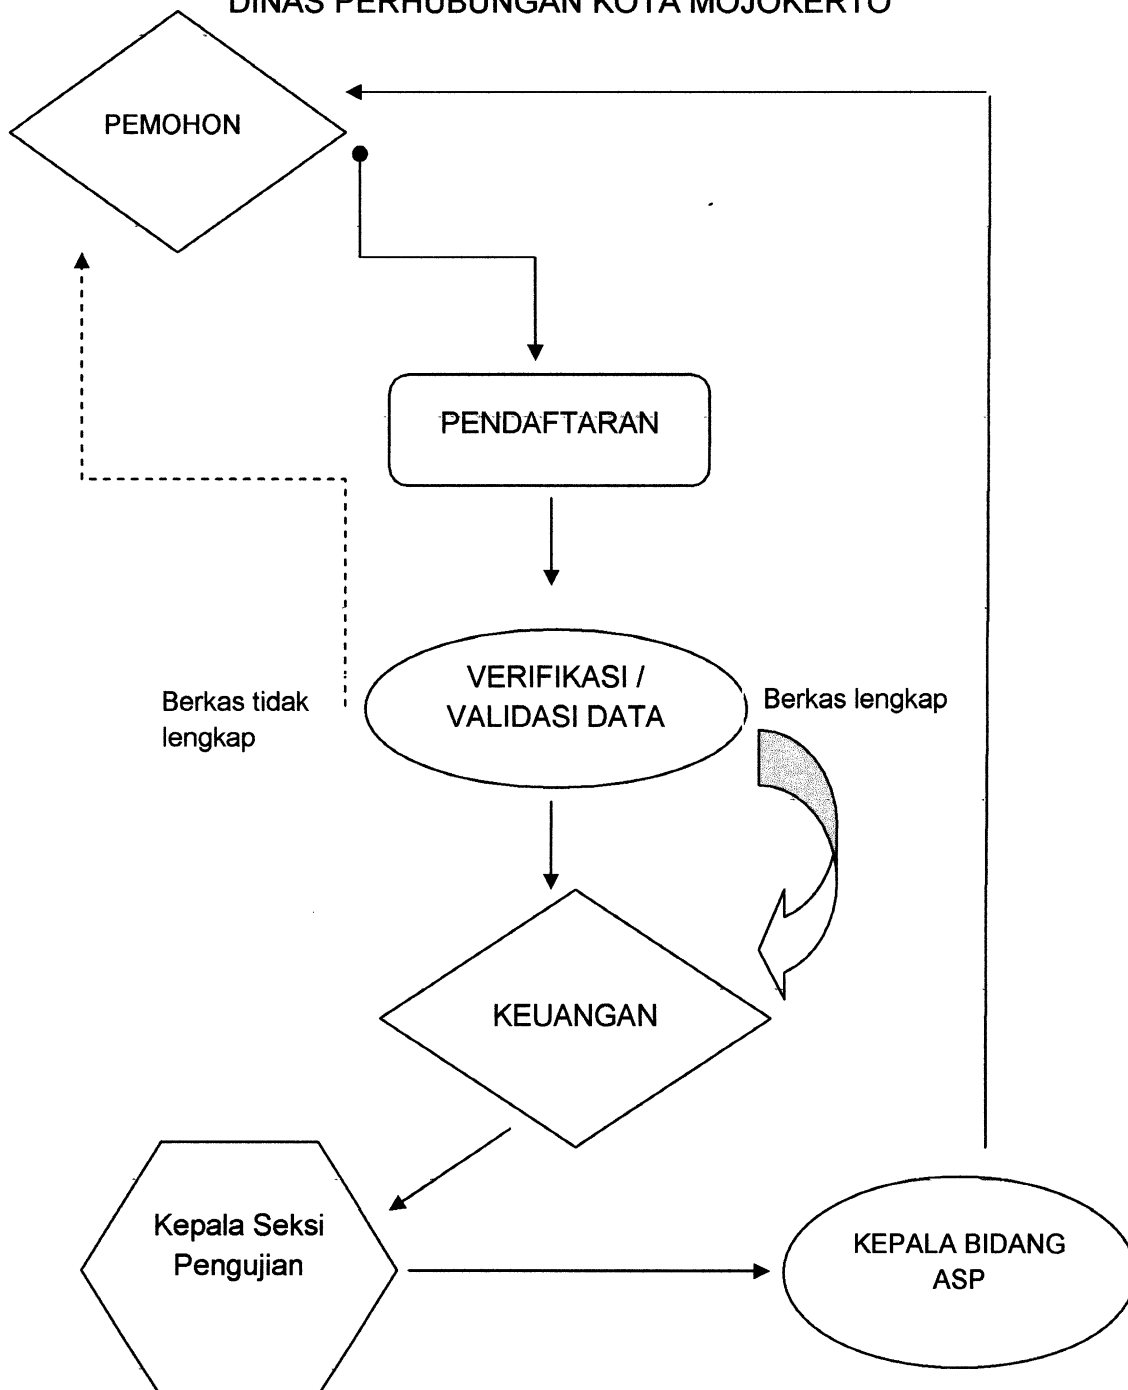 DINAS PERHUBUNGAN KOTA MOJOKERTO
PEMOHON
PENDAFTARAN
VERIFIKASI /
VALIDASI DATA
Berkas tidak
lengkap
Berkas lengkap
KEUANGAN
Kepala Seksi
Pengujian
KEPALA BIDANG
ASP